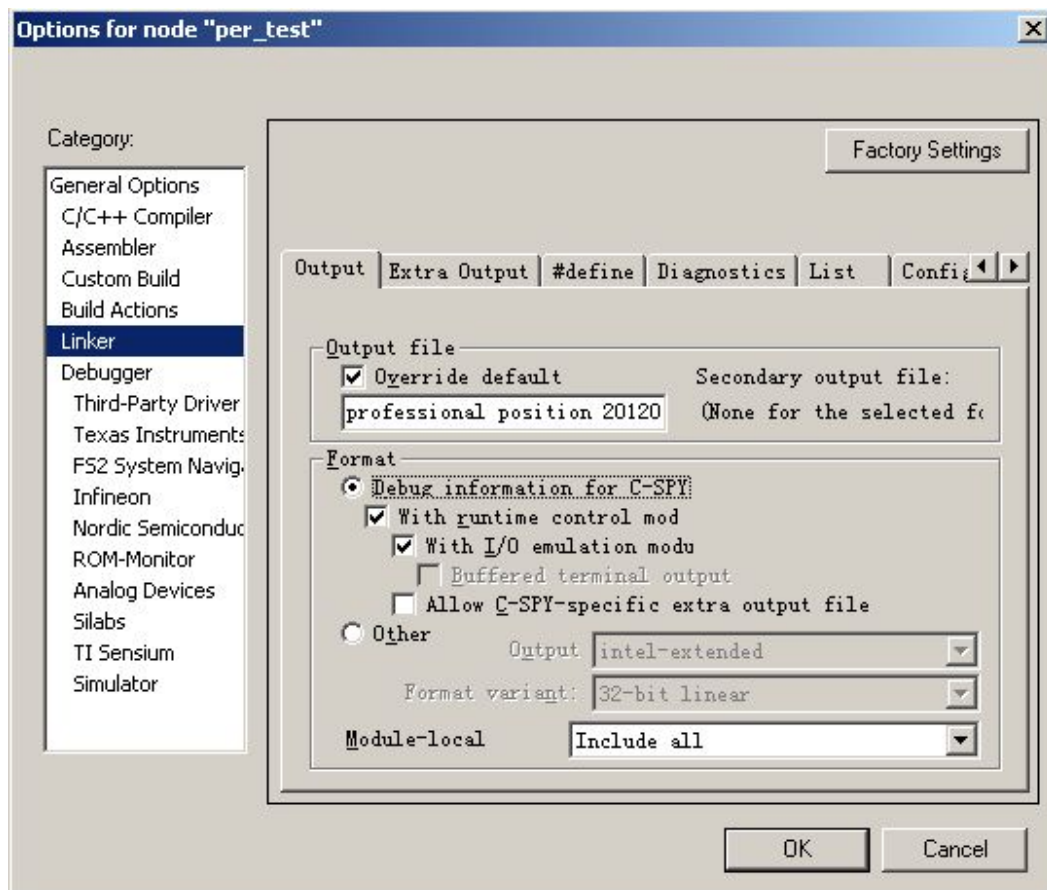 Options for node "per_test"
Category:
Factory Settings
General Options
C/C++ Compiler
Assembler
Custom Build
Build Actions
Linker
Debugger
Third-Party Driver
Texas Instruments
FS2 System Naviga
Infineon
Nordic Semiconduc
ROM-Monitor
Analog Devices
Silabs
TI Sensium
Simulator
Output Extra Output #define Diagnostics List Config
Output file
Override default
Secondary output file:
professional position 20120
(None for the selected fo
Format
Debug information for C-SPY
With runtime control mod
With I/O emulation modu
Buffered terminal output
Allow C-SPY-specific extra output file
Other
Output intel-extended
Format variant: 32-bit linear
Module-local Include all
OK Cancel